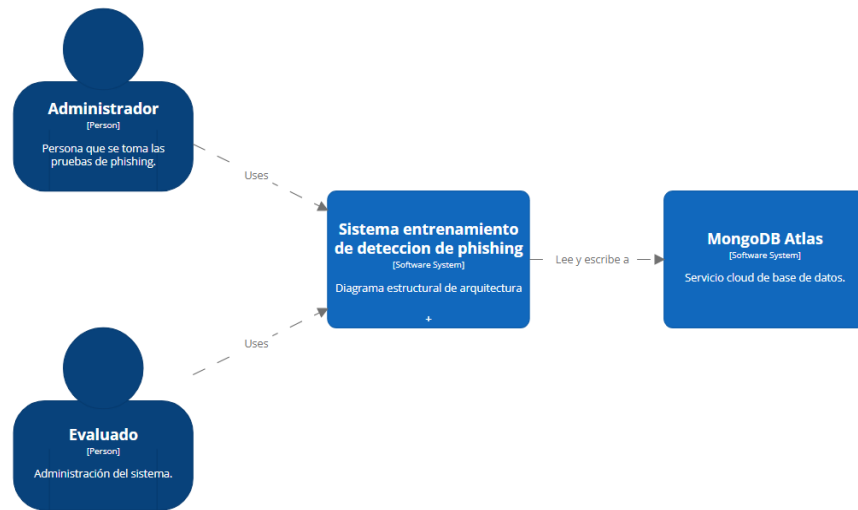 Administrador
[Person]
Persona que se toma las
pruebas de phishing.
Uses
Sistema entrenamiento
de deteccion de phishing
[Software System]
Diagrama estructural de arquitectura
+
Lee y escribe a
MongoDB Atlas
[Software System]
Servicio cloud de base de datos.
Uses
Evaluado
[Person]
Administración del sistema.